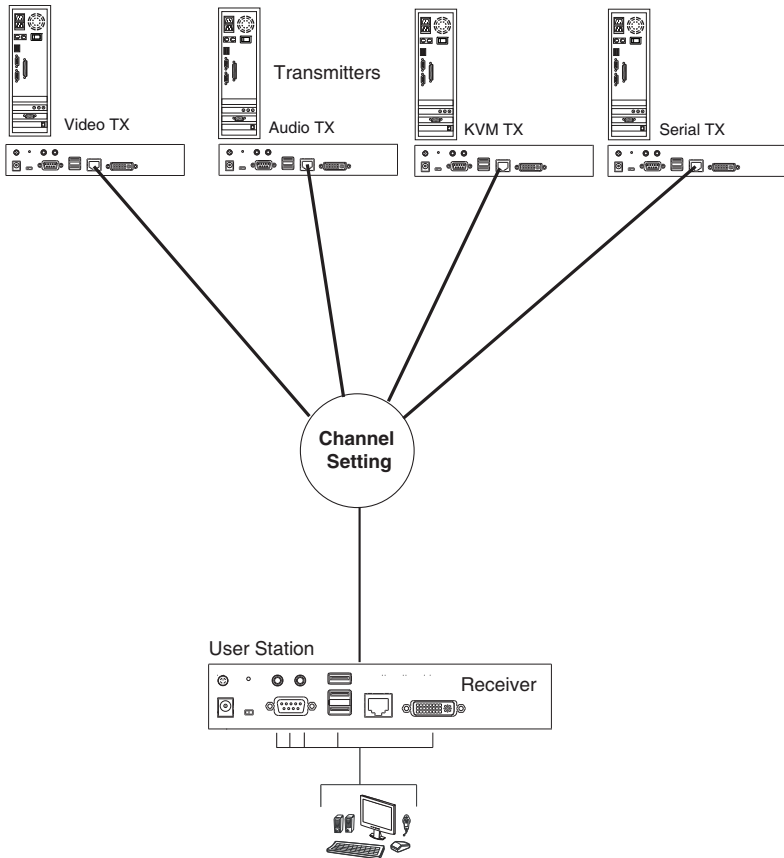 Transmitters
Video TX
Audio TX
KVM TX
Serial TX
Channel
Setting
User Station
Receiver